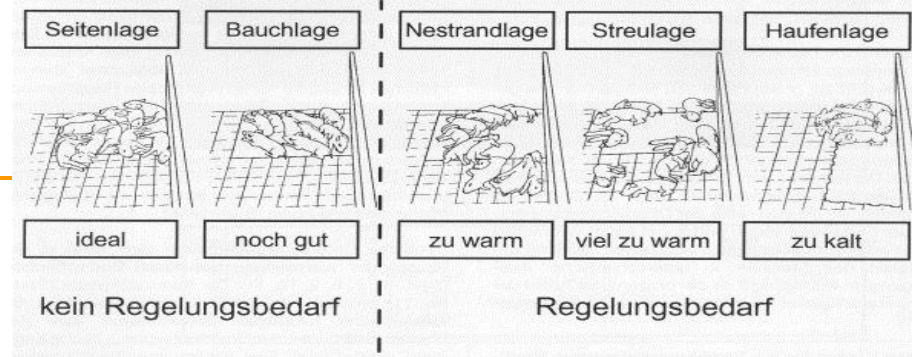 Seitenlage Bauchlage Nestrandlage Streulage Haufenlage
ideal noch gut zu warm viel zu warm zu kalt
kein Regelungsbedarf Regelungsbedarf